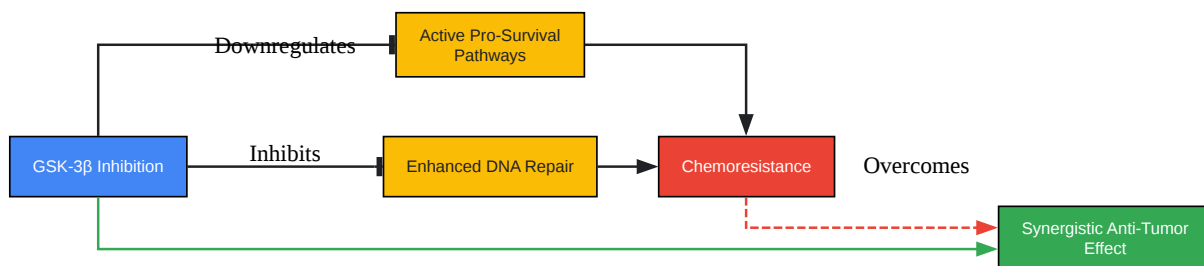 Downregulates
Active Pro-Survival
Pathways
GSK-3β Inhibition
Inhibits
Enhanced DNA Repair
Chemoresistance
Overcomes
Synergistic Anti-Tumor
Effect